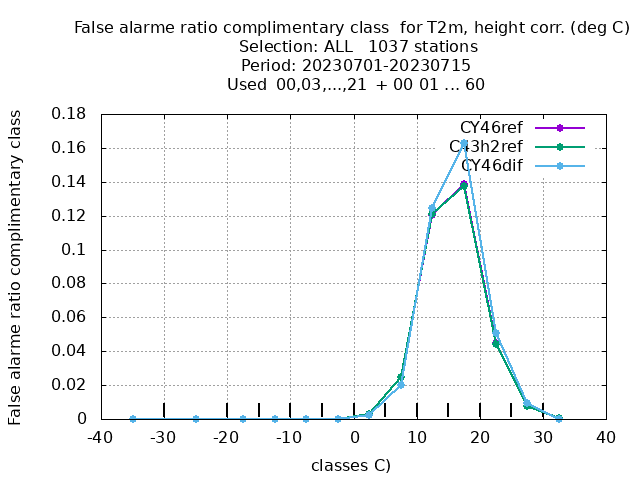 False alarme ratio complimentary class  for T2m, height corr. (deg C)
Selection: ALL   1037 stations
Period: 20230701-20230715
Used  00,03,...,21  + 00 01 ... 60
False alarme ratio complimentary class
0.18
0.16
0.14
0.12
0.1
0.08
0.06
0.04
0.02
0
CY46ref
C43h2ref
CY46dif
-40 -30 -20 -10 0 10 20 30 40
classes C)